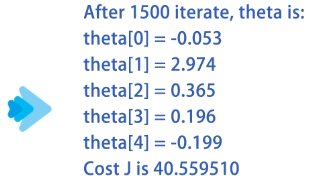 After 1500 iterate, theta is:
theta[0] = -0.053
theta[1] = 2.974
theta[2] = 0.365
theta[3] = 0.196
theta[4] = -0.199
Cost J is 40.559510